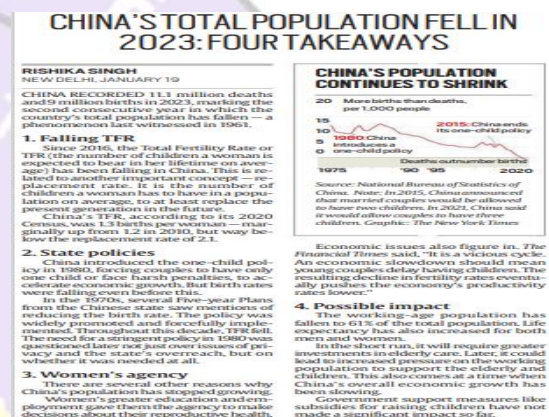 CHINA'S TOTAL POPULATION FELL IN
2023: FOUR TAKEAWAYS
RISHIKA SINGH
NEW DELHI, JANUARY 19
CHINA RECORDED 11.1 million deaths
and 9 million births in 2023, marking the
second consecutive year in which the
country's total population has fallen — a
phenomenon last witnessed in 1961.
1. Falling TFR
Since 2016, the Total Fertility Rate or
TFR (the number of children a woman is
expected to bear in her lifetime on aver-
age) has been falling in China. This is re-
lated to another important concept — re-
placement rate. It is the number of
children a woman has to have in a popu-
lation on average, to at least replace the
present generation in the future.
China's TFR, according to its 2020
Census, was 1.3 births per woman — mar-
ginally up from 1.2 in 2010, but way be-
low the replacement rate of 2.1.
2. State policies
China introduced the one-child pol-
icy in 1980, forcing couples to have only
one child or face harsh penalties, to ac-
celerate economic growth. But birth rates
were falling even before this.
In the 1970s, several Five-year Plans
from the Chinese state saw mentions of
reducing the birth rate. The policy was
widely promoted and forcefully imple-
mented. Throughout this decade, TFR fell.
The need for a stringent policy in 1980 was
questioned later not just over issues of pri-
vacy and the state's overreach, but on
whether it was needed at all.
3. Women's agency
There are several other reasons why
China's population has stopped growing.
Women's greater education and em-
ployment gave them the agency to make
decisions about their reproductive health.
CHINA'S POPULATION
CONTINUES TO SHRINK
20 More births than deaths,
per 1,000 people
15
10
5
0
2015: China ends
its one-child policy
1980: China
introduces a
one-child policy
Deaths outnumber births
1975 '90 '95 2020
Source: National Bureau of Statistics of
China. Note: In 2015, China announced
that married couples would be allowed
to have two children. In 2021, China said
it would allow couples to have three
children. Graphic: The New York Times
Economic issues also figure in. The
Financial Times said, "It is a vicious cycle.
An economic slowdown should mean
young couples delay having children. The
resulting decline in fertility rates eventu-
ally pushes the economy's productivity
rates lower."
4. Possible impact
The working-age population has
fallen to 61% of the total population. Life
expectancy has also increased for both
men and women.
In the short run, it will require greater
investments in elderly care. Later, it could
lead to increased pressure on the working
population to support the elderly and
children. This also comes at a time when
China's overall economic growth has
been slowing.
Government support measures like
subsidies for raising children have not
made a significant impact so far.